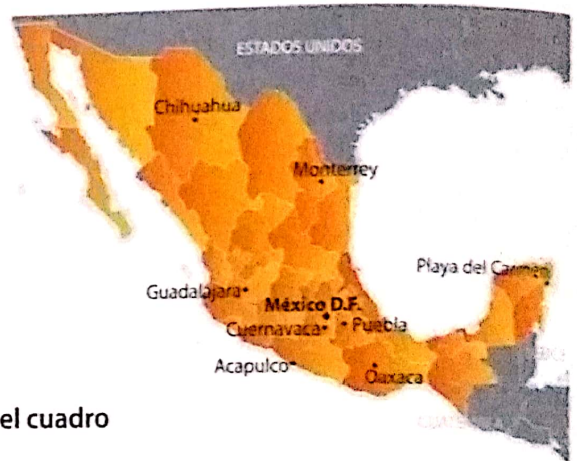 ESTADOS UNIDOS
Chihuahua
Monterrey
Playa del Carmen
Guadalajara
México D.F.
Cuernavaca
Puebla
Acapulco
Oaxaca
el cuadro